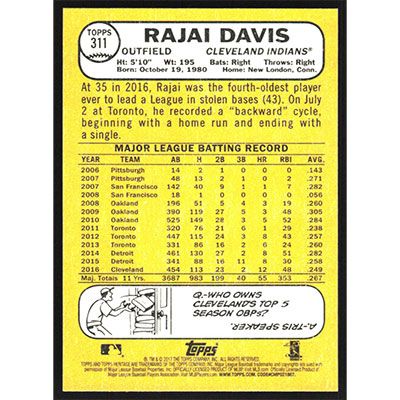 TOPPS
311
RAJAI DAVIS
OUTFIELD CLEVELAND INDIANS®
Ht: 5'10" Wt: 195 Bats: Right Throws: Right
Born: October 19, 1980 Home: New London, Conn.
At 35 in 2016, Rajai was the fourth-oldest player
ever to lead a League in stolen bases (43). On July
2 at Toronto, he recorded a "backward" cycle,
beginning with a home run and ending with
a single.
MAJOR LEAGUE BATTING RECORD
YEAR TEAM AB H 2B 3B HR RBI AVG.
2006 Pittsburgh 14 2 1 0 0 0 .143
2007 Pittsburgh 48 13 2 1 0 2 .271
2007 San Francisco 142 40 9 1 1 7 .282
2008 San Francisco 18 1 0 0 0 0 .056
2008 Oakland 196 51 5 4 3 19 .260
2009 Oakland 390 119 27 5 3 48 .305
2010 Oakland 525 149 28 3 5 52 .284
2011 Toronto 320 76 21 6 1 29 .238
2012 Toronto 447 115 24 3 8 43 .257
2013 Toronto 331 86 16 2 6 24 .260
2014 Detroit 461 130 27 2 8 51 .282
2015 Detroit 341 88 16 11 8 30 .258
2016 Cleveland 454 113 23 2 12 48 .249
Maj. Totals 11 Yrs. 3687 983 199 40 55 353 .267
Q.-WHO OWNS
CLEVELAND'S TOP 5
SEASON OBPS?
A.-TRIS SPEAKER.
Topps